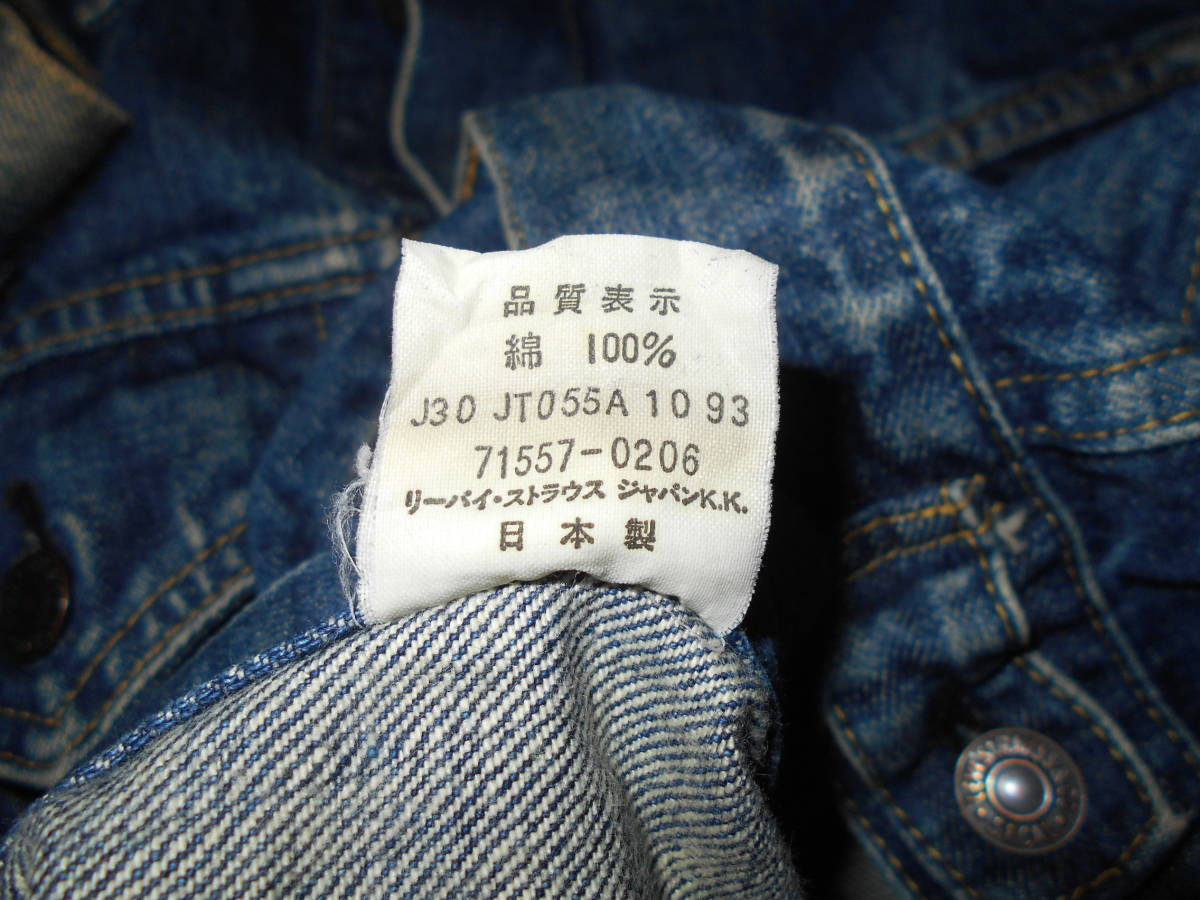 品質表示
綿 100%
J30 JT055A 10 93
71557-0206
リーバイ・ストラウス ジャパンK.K.
日本製